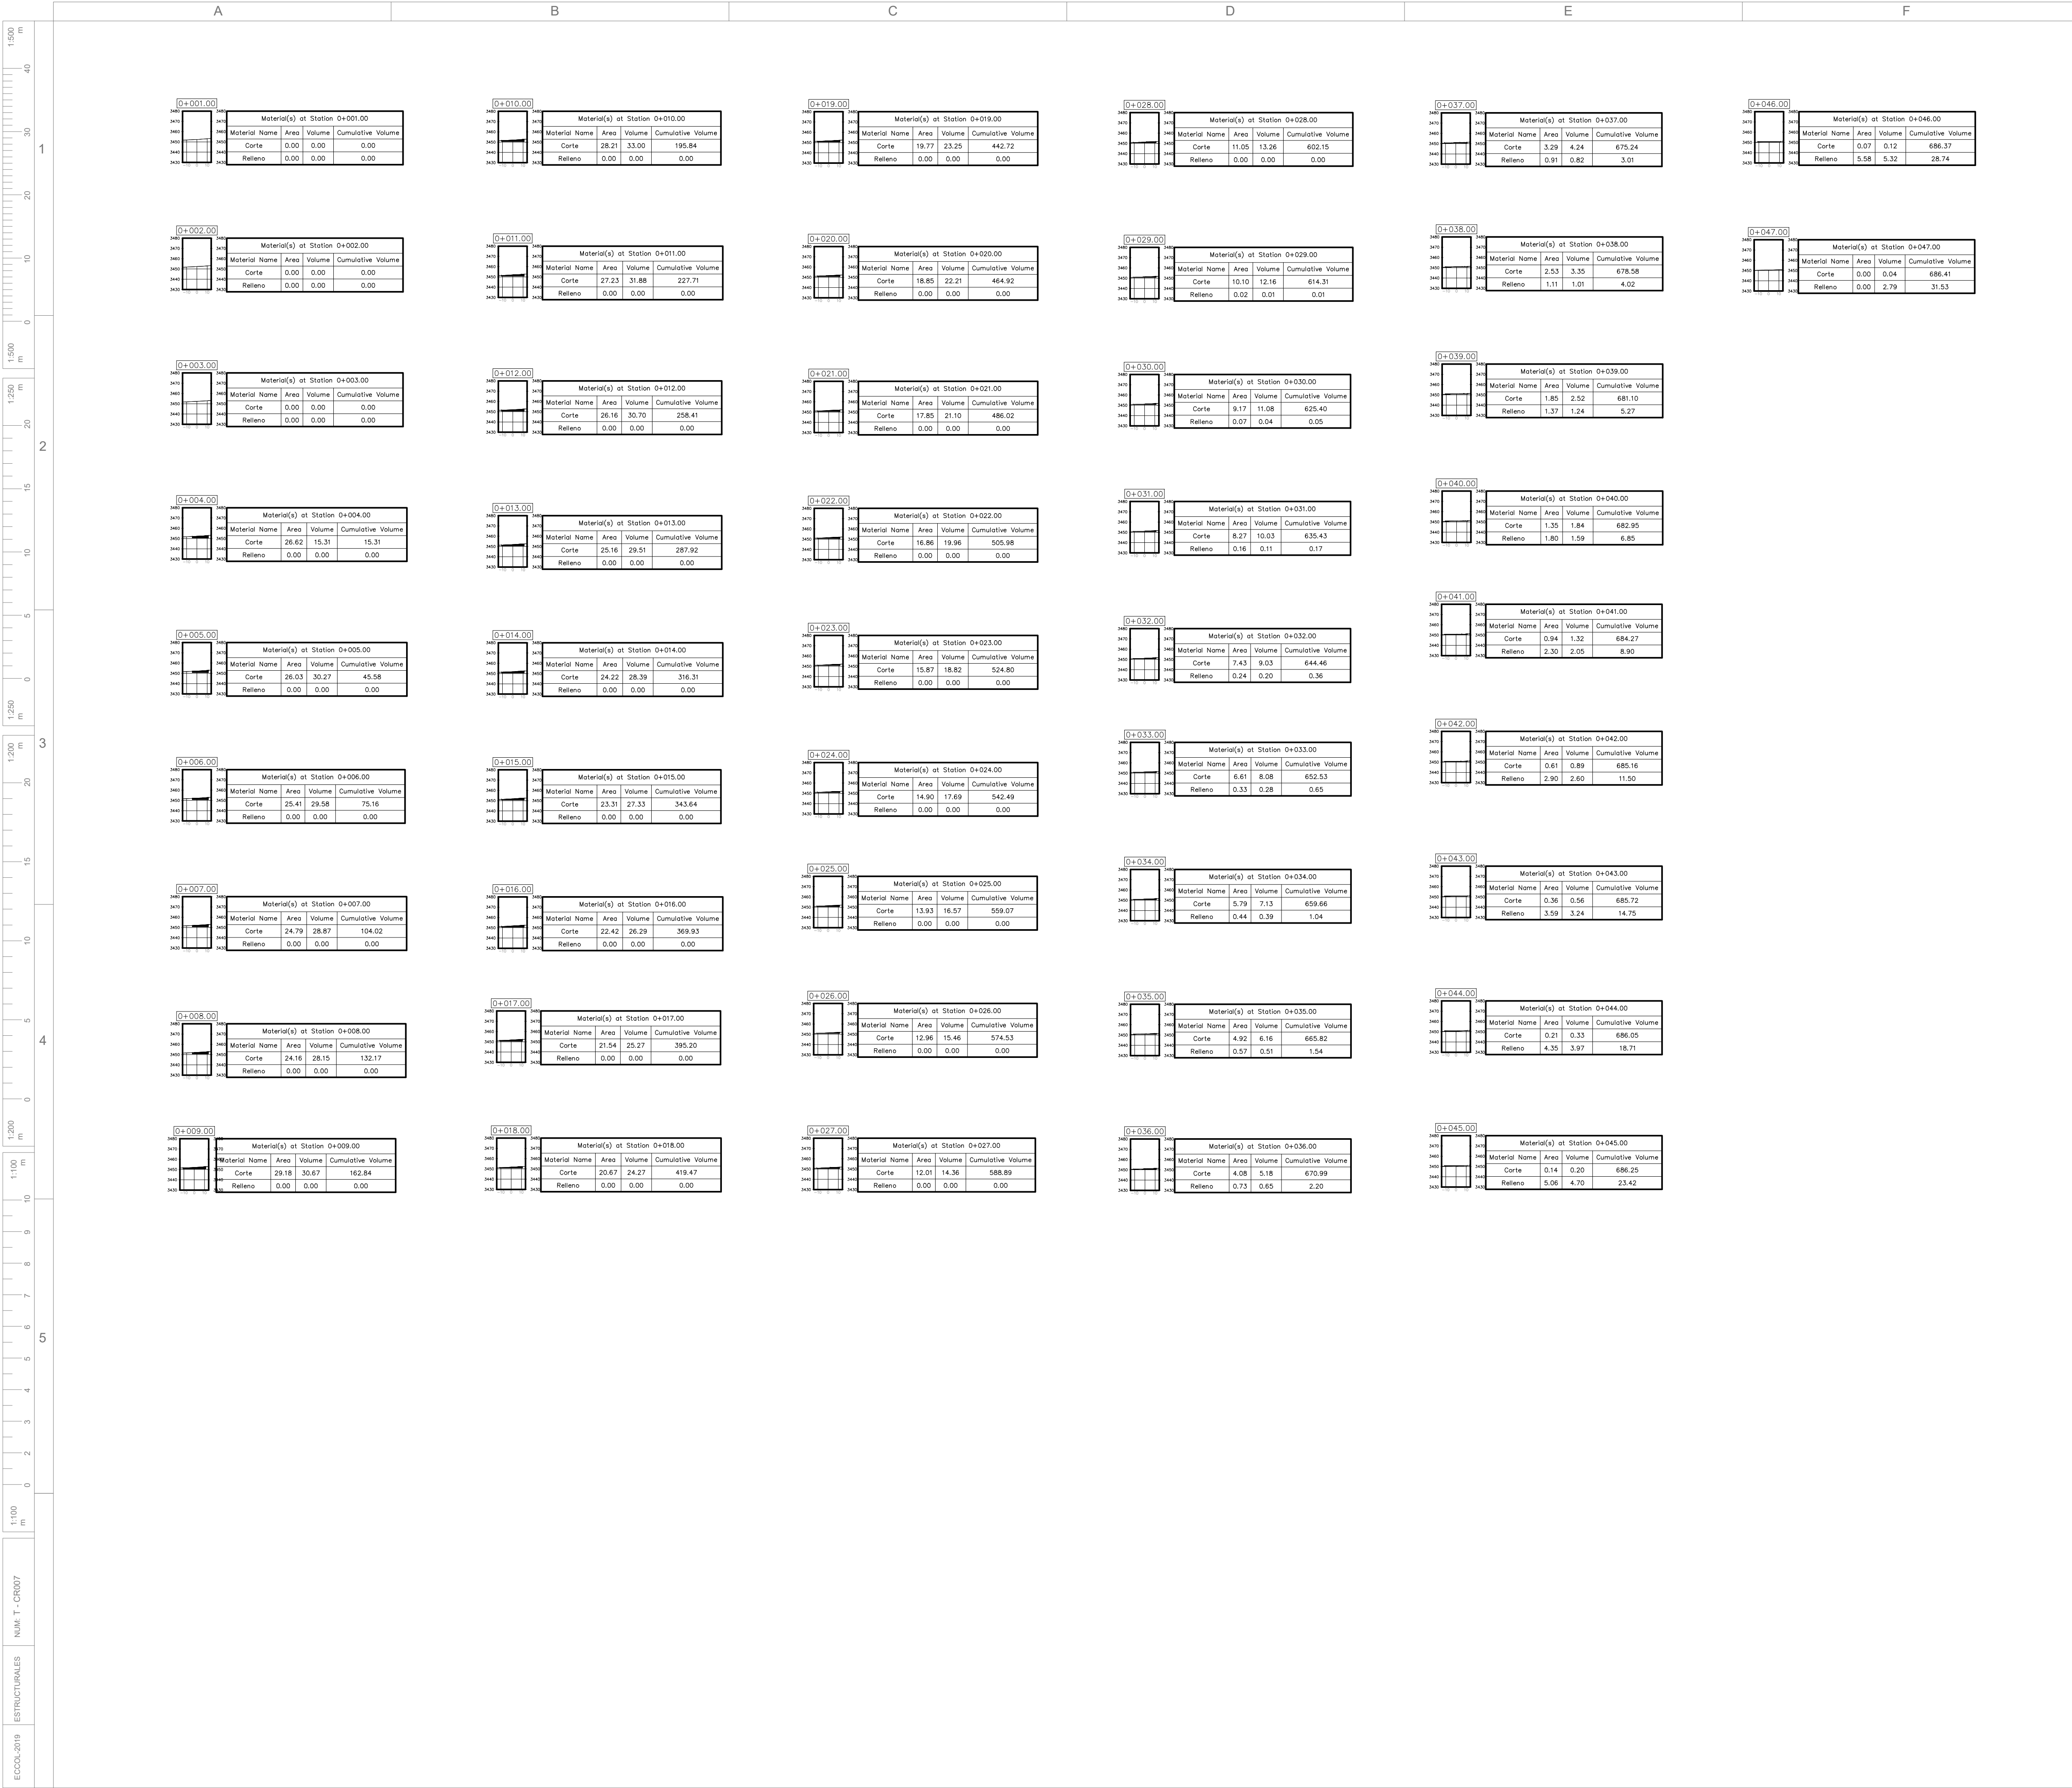 A B C D E F
1:500 m
40
30
20
10
0
1:500 m
1:250 m
20
15
10
5
0
1:250 m
1:200 m
20
15
10
5
0
1:200 m
1:100 m
10
9
8
7
6
5
4
3
2
1
0
1:100 m
1
2
3
4
5
NUM: T - CR007
ESTRUCTURALES
ECCOL-2019
0+001.00
Material(s) at Station 0+001.00
Material Name Area Volume Cumulative Volume
Corte 0.00 0.00 0.00
Relleno 0.00 0.00 0.00
0+002.00
Material(s) at Station 0+002.00
Material Name Area Volume Cumulative Volume
Corte 0.00 0.00 0.00
Relleno 0.00 0.00 0.00
0+003.00
Material(s) at Station 0+003.00
Material Name Area Volume Cumulative Volume
Corte 0.00 0.00 0.00
Relleno 0.00 0.00 0.00
0+004.00
Material(s) at Station 0+004.00
Material Name Area Volume Cumulative Volume
Corte 26.62 15.31 15.31
Relleno 0.00 0.00 0.00
0+005.00
Material(s) at Station 0+005.00
Material Name Area Volume Cumulative Volume
Corte 26.03 30.27 45.58
Relleno 0.00 0.00 0.00
0+006.00
Material(s) at Station 0+006.00
Material Name Area Volume Cumulative Volume
Corte 25.41 29.58 75.16
Relleno 0.00 0.00 0.00
0+007.00
Material(s) at Station 0+007.00
Material Name Area Volume Cumulative Volume
Corte 24.79 28.87 104.02
Relleno 0.00 0.00 0.00
0+008.00
Material(s) at Station 0+008.00
Material Name Area Volume Cumulative Volume
Corte 24.16 28.15 132.17
Relleno 0.00 0.00 0.00
0+009.00
Material(s) at Station 0+009.00
Material Name Area Volume Cumulative Volume
Corte 29.18 30.67 162.84
Relleno 0.00 0.00 0.00
0+010.00
Material(s) at Station 0+010.00
Material Name Area Volume Cumulative Volume
Corte 28.21 33.00 195.84
Relleno 0.00 0.00 0.00
0+011.00
Material(s) at Station 0+011.00
Material Name Area Volume Cumulative Volume
Corte 27.23 31.88 227.71
Relleno 0.00 0.00 0.00
0+012.00
Material(s) at Station 0+012.00
Material Name Area Volume Cumulative Volume
Corte 26.16 30.70 258.41
Relleno 0.00 0.00 0.00
0+013.00
Material(s) at Station 0+013.00
Material Name Area Volume Cumulative Volume
Corte 25.16 29.51 287.92
Relleno 0.00 0.00 0.00
0+014.00
Material(s) at Station 0+014.00
Material Name Area Volume Cumulative Volume
Corte 24.22 28.39 316.31
Relleno 0.00 0.00 0.00
0+015.00
Material(s) at Station 0+015.00
Material Name Area Volume Cumulative Volume
Corte 23.31 27.33 343.64
Relleno 0.00 0.00 0.00
0+016.00
Material(s) at Station 0+016.00
Material Name Area Volume Cumulative Volume
Corte 22.42 26.29 369.93
Relleno 0.00 0.00 0.00
0+017.00
Material(s) at Station 0+017.00
Material Name Area Volume Cumulative Volume
Corte 21.54 25.27 395.20
Relleno 0.00 0.00 0.00
0+018.00
Material(s) at Station 0+018.00
Material Name Area Volume Cumulative Volume
Corte 20.67 24.27 419.47
Relleno 0.00 0.00 0.00
0+019.00
Material(s) at Station 0+019.00
Material Name Area Volume Cumulative Volume
Corte 19.77 23.25 442.72
Relleno 0.00 0.00 0.00
0+020.00
Material(s) at Station 0+020.00
Material Name Area Volume Cumulative Volume
Corte 18.85 22.21 464.92
Relleno 0.00 0.00 0.00
0+021.00
Material(s) at Station 0+021.00
Material Name Area Volume Cumulative Volume
Corte 17.85 21.10 486.02
Relleno 0.00 0.00 0.00
0+022.00
Material(s) at Station 0+022.00
Material Name Area Volume Cumulative Volume
Corte 16.86 19.96 505.98
Relleno 0.00 0.00 0.00
0+023.00
Material(s) at Station 0+023.00
Material Name Area Volume Cumulative Volume
Corte 15.87 18.82 524.80
Relleno 0.00 0.00 0.00
0+024.00
Material(s) at Station 0+024.00
Material Name Area Volume Cumulative Volume
Corte 14.90 17.69 542.49
Relleno 0.00 0.00 0.00
0+025.00
Material(s) at Station 0+025.00
Material Name Area Volume Cumulative Volume
Corte 13.93 16.57 559.07
Relleno 0.00 0.00 0.00
0+026.00
Material(s) at Station 0+026.00
Material Name Area Volume Cumulative Volume
Corte 12.96 15.46 574.53
Relleno 0.00 0.00 0.00
0+027.00
Material(s) at Station 0+027.00
Material Name Area Volume Cumulative Volume
Corte 12.01 14.36 588.89
Relleno 0.00 0.00 0.00
0+028.00
Material(s) at Station 0+028.00
Material Name Area Volume Cumulative Volume
Corte 11.05 13.26 602.15
Relleno 0.00 0.00 0.00
0+029.00
Material(s) at Station 0+029.00
Material Name Area Volume Cumulative Volume
Corte 10.10 12.16 614.31
Relleno 0.02 0.01 0.01
0+030.00
Material(s) at Station 0+030.00
Material Name Area Volume Cumulative Volume
Corte 9.17 11.08 625.40
Relleno 0.07 0.04 0.05
0+031.00
Material(s) at Station 0+031.00
Material Name Area Volume Cumulative Volume
Corte 8.27 10.03 635.43
Relleno 0.16 0.11 0.17
0+032.00
Material(s) at Station 0+032.00
Material Name Area Volume Cumulative Volume
Corte 7.43 9.03 644.46
Relleno 0.24 0.20 0.36
0+033.00
Material(s) at Station 0+033.00
Material Name Area Volume Cumulative Volume
Corte 6.61 8.08 652.53
Relleno 0.33 0.28 0.65
0+034.00
Material(s) at Station 0+034.00
Material Name Area Volume Cumulative Volume
Corte 5.79 7.13 659.66
Relleno 0.44 0.39 1.04
0+035.00
Material(s) at Station 0+035.00
Material Name Area Volume Cumulative Volume
Corte 4.92 6.16 665.82
Relleno 0.57 0.51 1.54
0+036.00
Material(s) at Station 0+036.00
Material Name Area Volume Cumulative Volume
Corte 4.08 5.18 670.99
Relleno 0.73 0.65 2.20
0+037.00
Material(s) at Station 0+037.00
Material Name Area Volume Cumulative Volume
Corte 3.29 4.24 675.24
Relleno 0.91 0.82 3.01
0+038.00
Material(s) at Station 0+038.00
Material Name Area Volume Cumulative Volume
Corte 2.53 3.35 678.58
Relleno 1.11 1.01 4.02
0+039.00
Material(s) at Station 0+039.00
Material Name Area Volume Cumulative Volume
Corte 1.85 2.52 681.10
Relleno 1.37 1.24 5.27
0+040.00
Material(s) at Station 0+040.00
Material Name Area Volume Cumulative Volume
Corte 1.35 1.84 682.95
Relleno 1.80 1.59 6.85
0+041.00
Material(s) at Station 0+041.00
Material Name Area Volume Cumulative Volume
Corte 0.94 1.32 684.27
Relleno 2.30 2.05 8.90
0+042.00
Material(s) at Station 0+042.00
Material Name Area Volume Cumulative Volume
Corte 0.61 0.89 685.16
Relleno 2.90 2.60 11.50
0+043.00
Material(s) at Station 0+043.00
Material Name Area Volume Cumulative Volume
Corte 0.36 0.56 685.72
Relleno 3.59 3.24 14.75
0+044.00
Material(s) at Station 0+044.00
Material Name Area Volume Cumulative Volume
Corte 0.21 0.33 686.05
Relleno 4.35 3.97 18.71
0+045.00
Material(s) at Station 0+045.00
Material Name Area Volume Cumulative Volume
Corte 0.14 0.20 686.25
Relleno 5.06 4.70 23.42
0+046.00
Material(s) at Station 0+046.00
Material Name Area Volume Cumulative Volume
Corte 0.07 0.12 686.37
Relleno 5.58 5.32 28.74
0+047.00
Material(s) at Station 0+047.00
Material Name Area Volume Cumulative Volume
Corte 0.00 0.04 686.41
Relleno 0.00 2.79 31.53